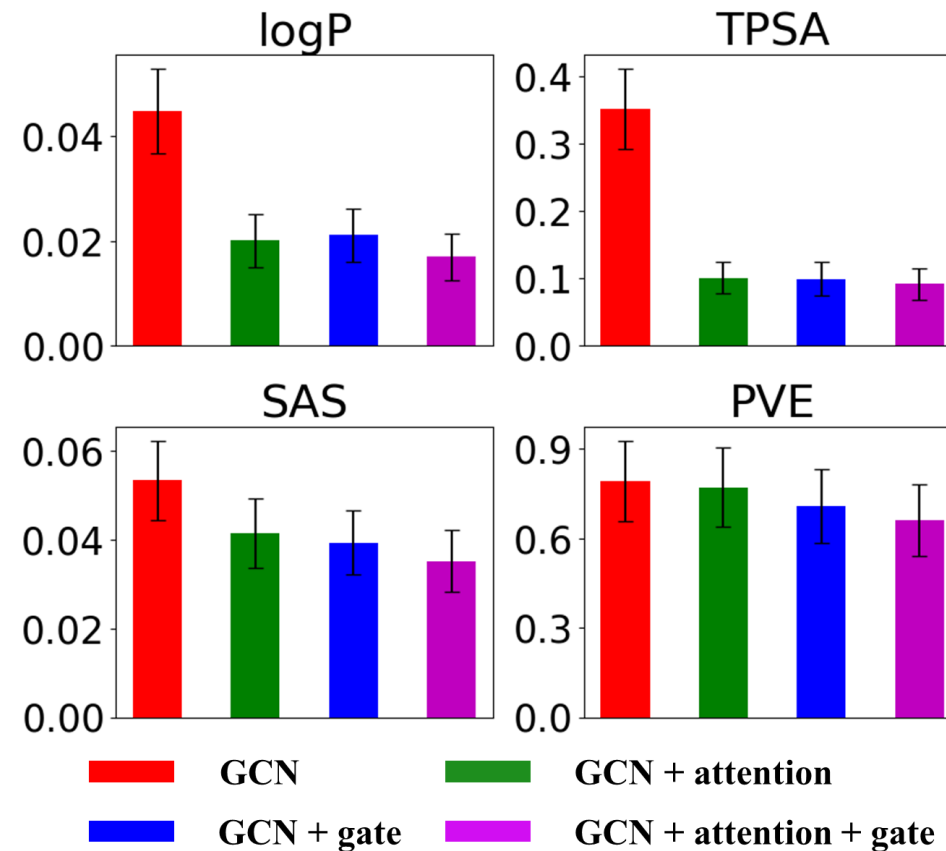 logP
0.04
0.02
0.00
TPSA
0.4
0.3
0.2
0.1
0.0
SAS
0.06
0.04
0.02
0.00
PVE
0.9
0.6
0.3
0.0
GCN
GCN + attention
GCN + gate
GCN + attention + gate